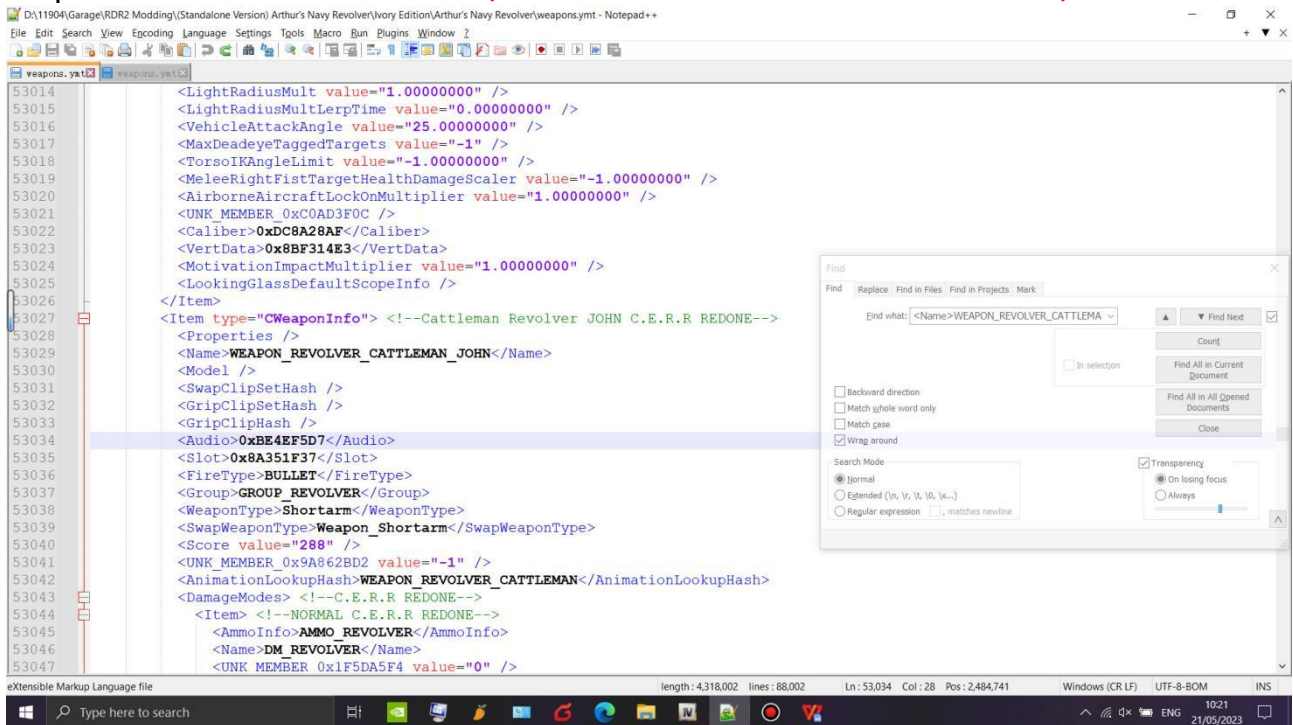 D:\11904\Garage\RDR2 Modding\(Standalone Version) Arthur's Navy Revolver\Ivory Edition\Arthur's Navy Revolver\weapons.ymt - Notepad++
File Edit Search View Encoding Language Settings Tools Macro Run Plugins Window ?
weapons.ymt weapons.ymt
53014 <LightRadiusMult value="1.00000000" />
53015 <LightRadiusMultLerpTime value="0.00000000" />
53016 <VehicleAttackAngle value="25.00000000" />
53017 <MaxDeadeyeTaggedTargets value="-1" />
53018 <TorsoIKAngleLimit value="-1.00000000" />
53019 <MeleeRightFistTargetHealthDamageScaler value="-1.00000000" />
53020 <AirborneAircraftLockOnMultiplier value="1.00000000" />
53021 <UNK_MEMBER_0xC0AD3F0C />
53022 <Caliber>0xDC8A28AF</Caliber>
53023 <VertData>0x8BF314E3</VertData>
53024 <MotivationImpactMultiplier value="1.00000000" />
53025 <LookingGlassDefaultScopeInfo />
53026 </Item>
53027 <Item type="CWeaponInfo"> <!--Cattleman Revolver JOHN C.E.R.R REDONE-->
53028 <Properties />
53029 <Name>WEAPON_REVOLVER_CATTLEMAN_JOHN</Name>
53030 <Model />
53031 <SwapClipSetHash />
53032 <GripClipSetHash />
53033 <GripClipHash />
53034 <Audio>0xBE4EF5D7</Audio>
53035 <Slot>0x8A351F37</Slot>
53036 <FireType>BULLET</FireType>
53037 <Group>GROUP_REVOLVER</Group>
53038 <WeaponType>Shortarm</WeaponType>
53039 <SwapWeaponType>Weapon_Shortarm</SwapWeaponType>
53040 <Score value="288" />
53041 <UNK_MEMBER_0x9A862BD2 value="-1" />
53042 <AnimationLookupHash>WEAPON_REVOLVER_CATTLEMAN</AnimationLookupHash>
53043 <DamageModes> <!--C.E.R.R REDONE-->
53044 <Item> <!--NORMAL C.E.R.R REDONE-->
53045 <AmmoInfo>AMMO_REVOLVER</AmmoInfo>
53046 <Name>DM_REVOLVER</Name>
53047 <UNK_MEMBER_0x1F5DA5F4 value="0" />
Find
Find Replace Find in Files Find in Projects Mark
Find what: <Name>WEAPON_REVOLVER_CATTLEMA
▲ ▼ Find Next
Count
In selection
Find All in Current Document
Find All in All Opened Documents
Close
Backward direction
Match whole word only
Match case
Wrap around
Search Mode
Normal
Extended (\n, \r, \t, \0, \x...)
Regular expression . matches newline
Transparency
On losing focus
Always
eXtensible Markup Language file length : 4,318,002 lines : 88,002 Ln : 53,034 Col : 28 Pos : 2,484,741 Windows (CR LF) UTF-8-BOM INS
Type here to search
ENG
10:21
21/05/2023